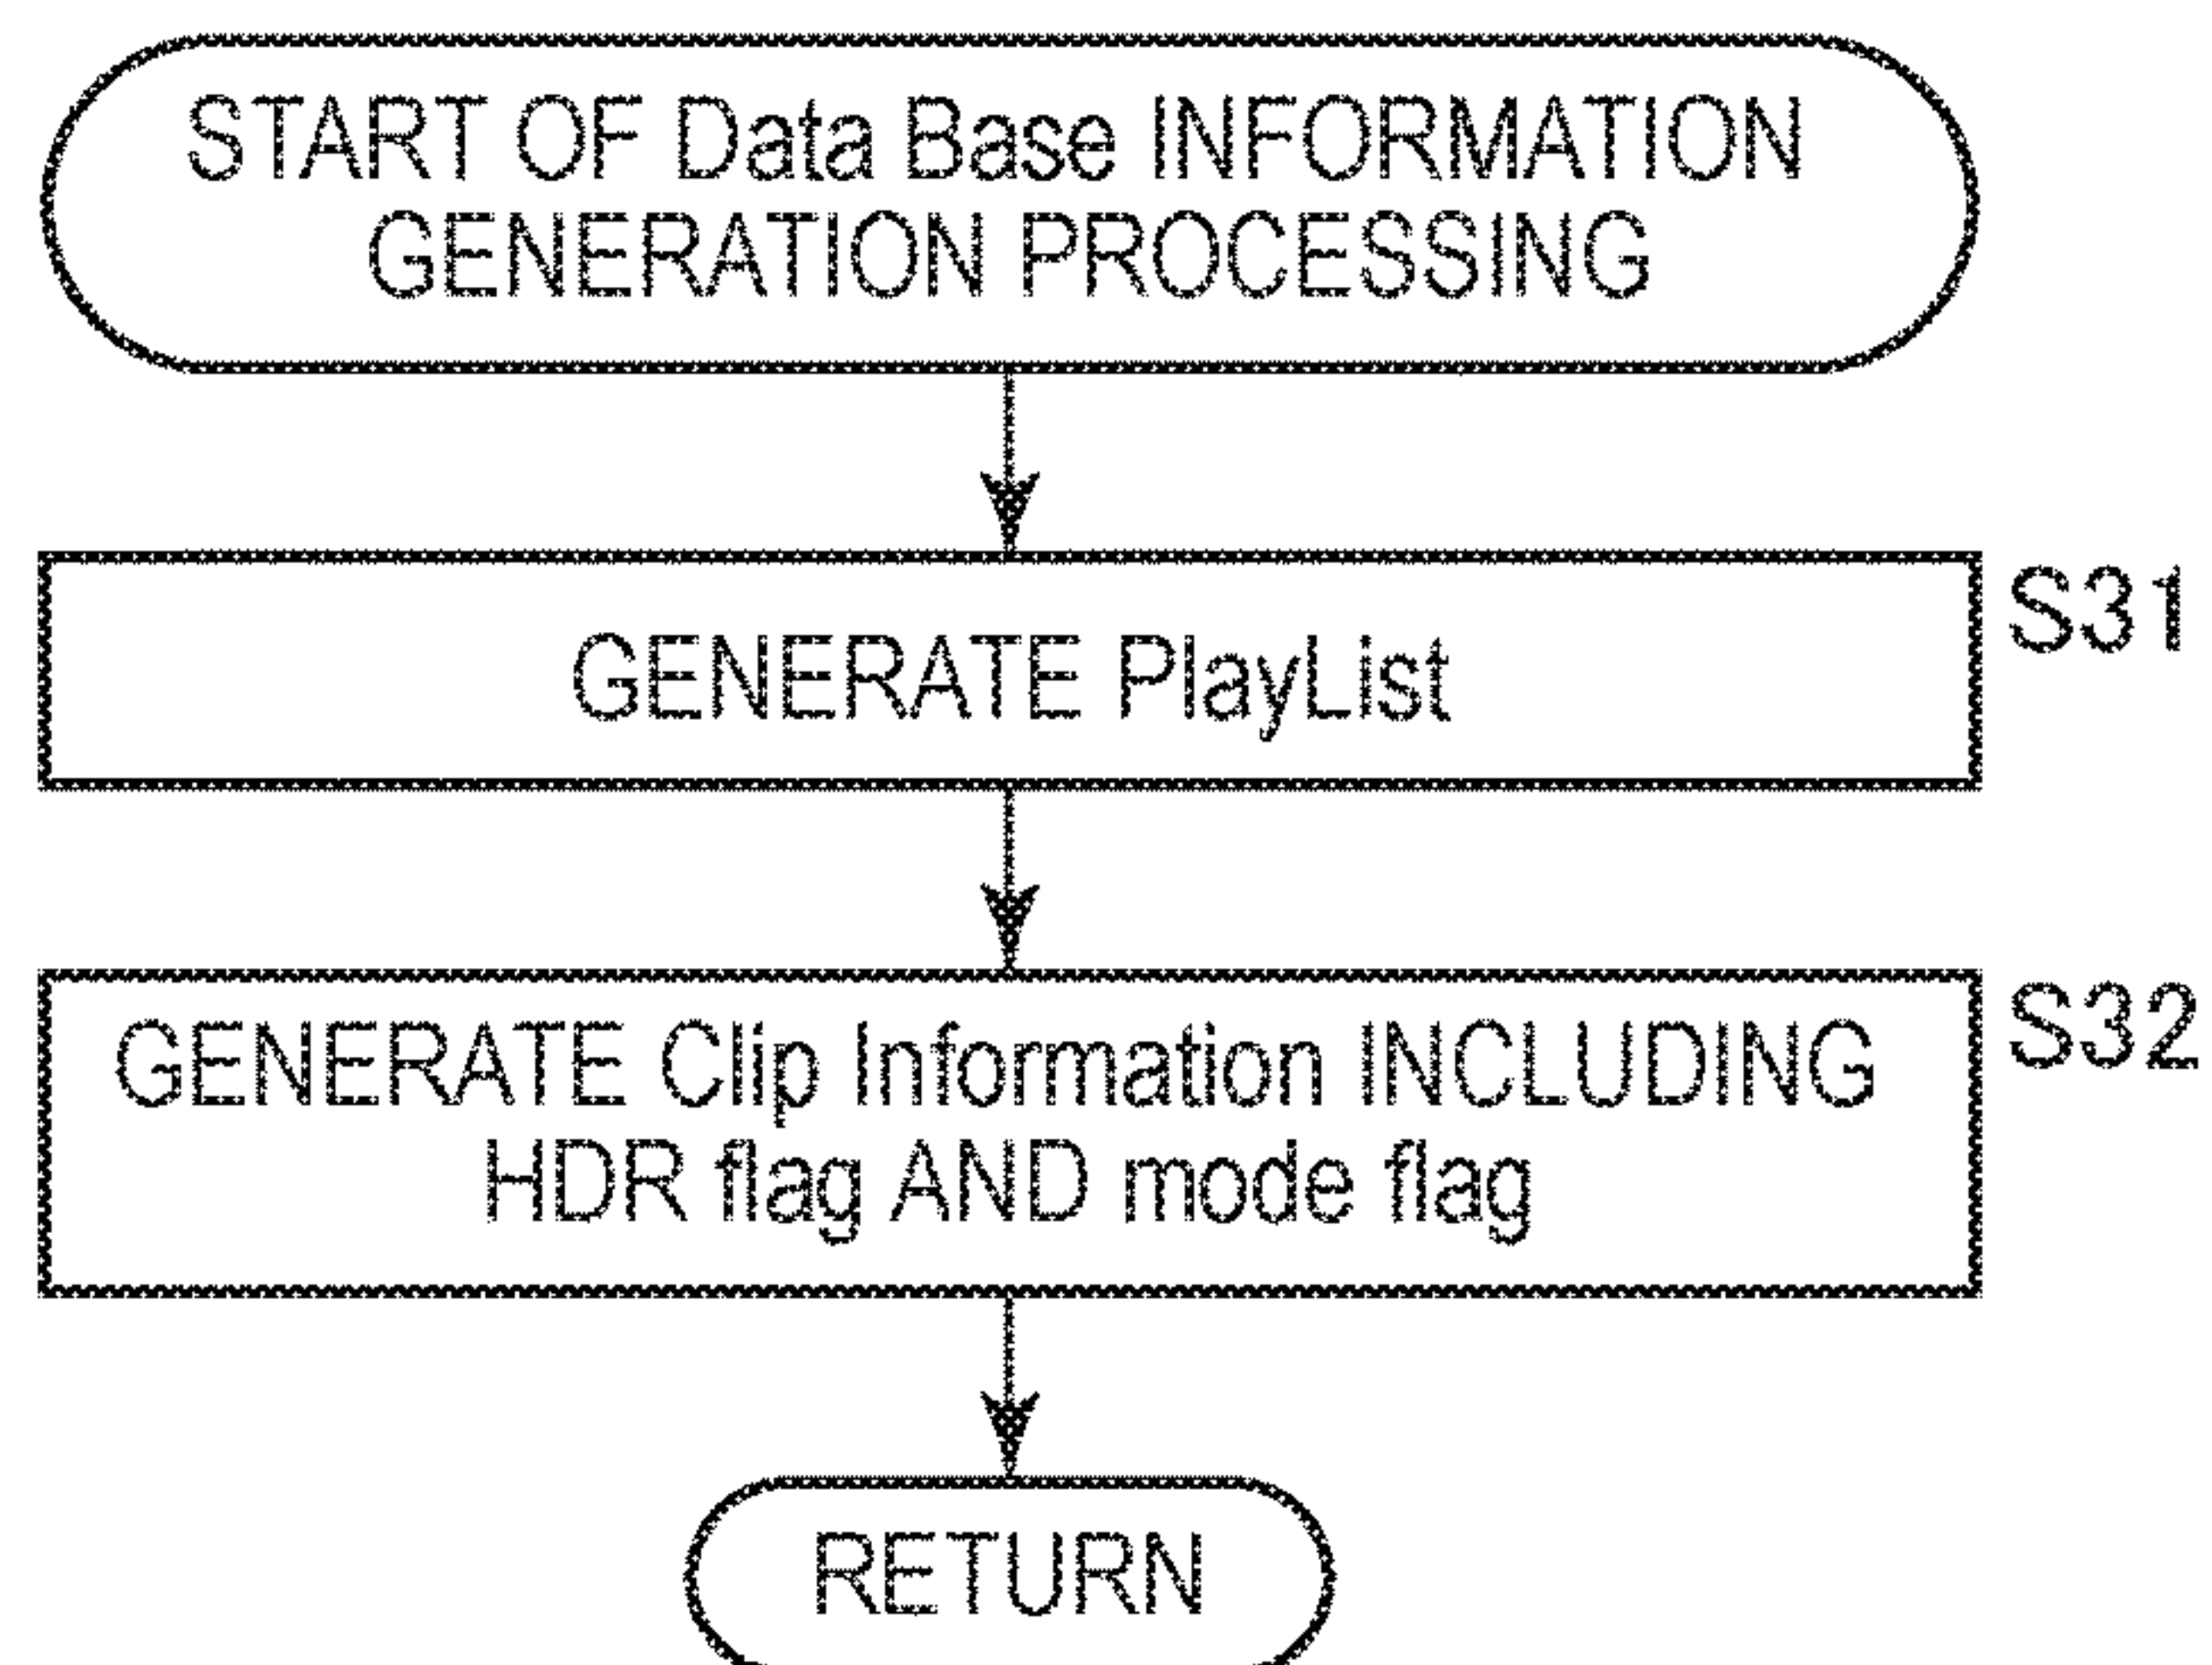 START OF Data Base INFORMATION
GENERATION PROCESSING
S31
GENERATE PlayList
S32
GENERATE Clip Information INCLUDING
HDR flag AND mode flag
RETURN